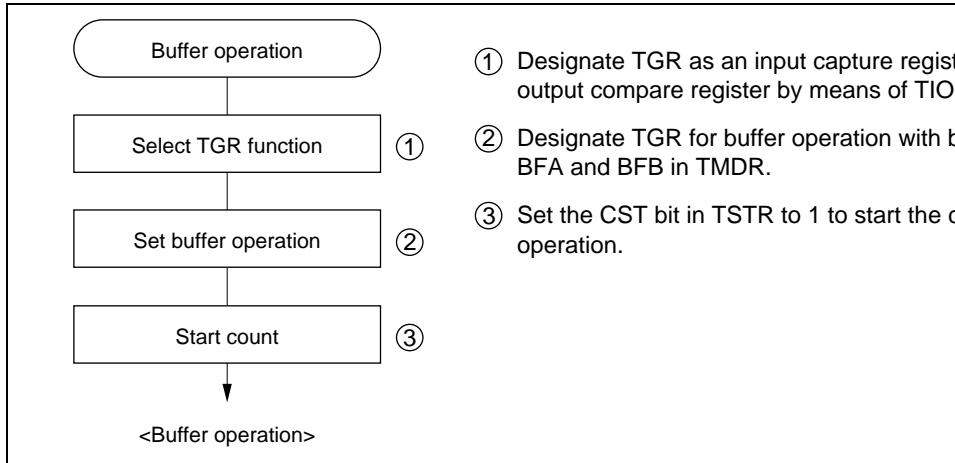 Buffer operation
Select TGR function ①
Set buffer operation ②
Start count ③
<Buffer operation>
① Designate TGR as an input capture
output compare register by means of
② Designate TGR for buffer operation with
BFA and BFB in TMDR.
③ Set the CST bit in TSTR to 1 to start the
operation.